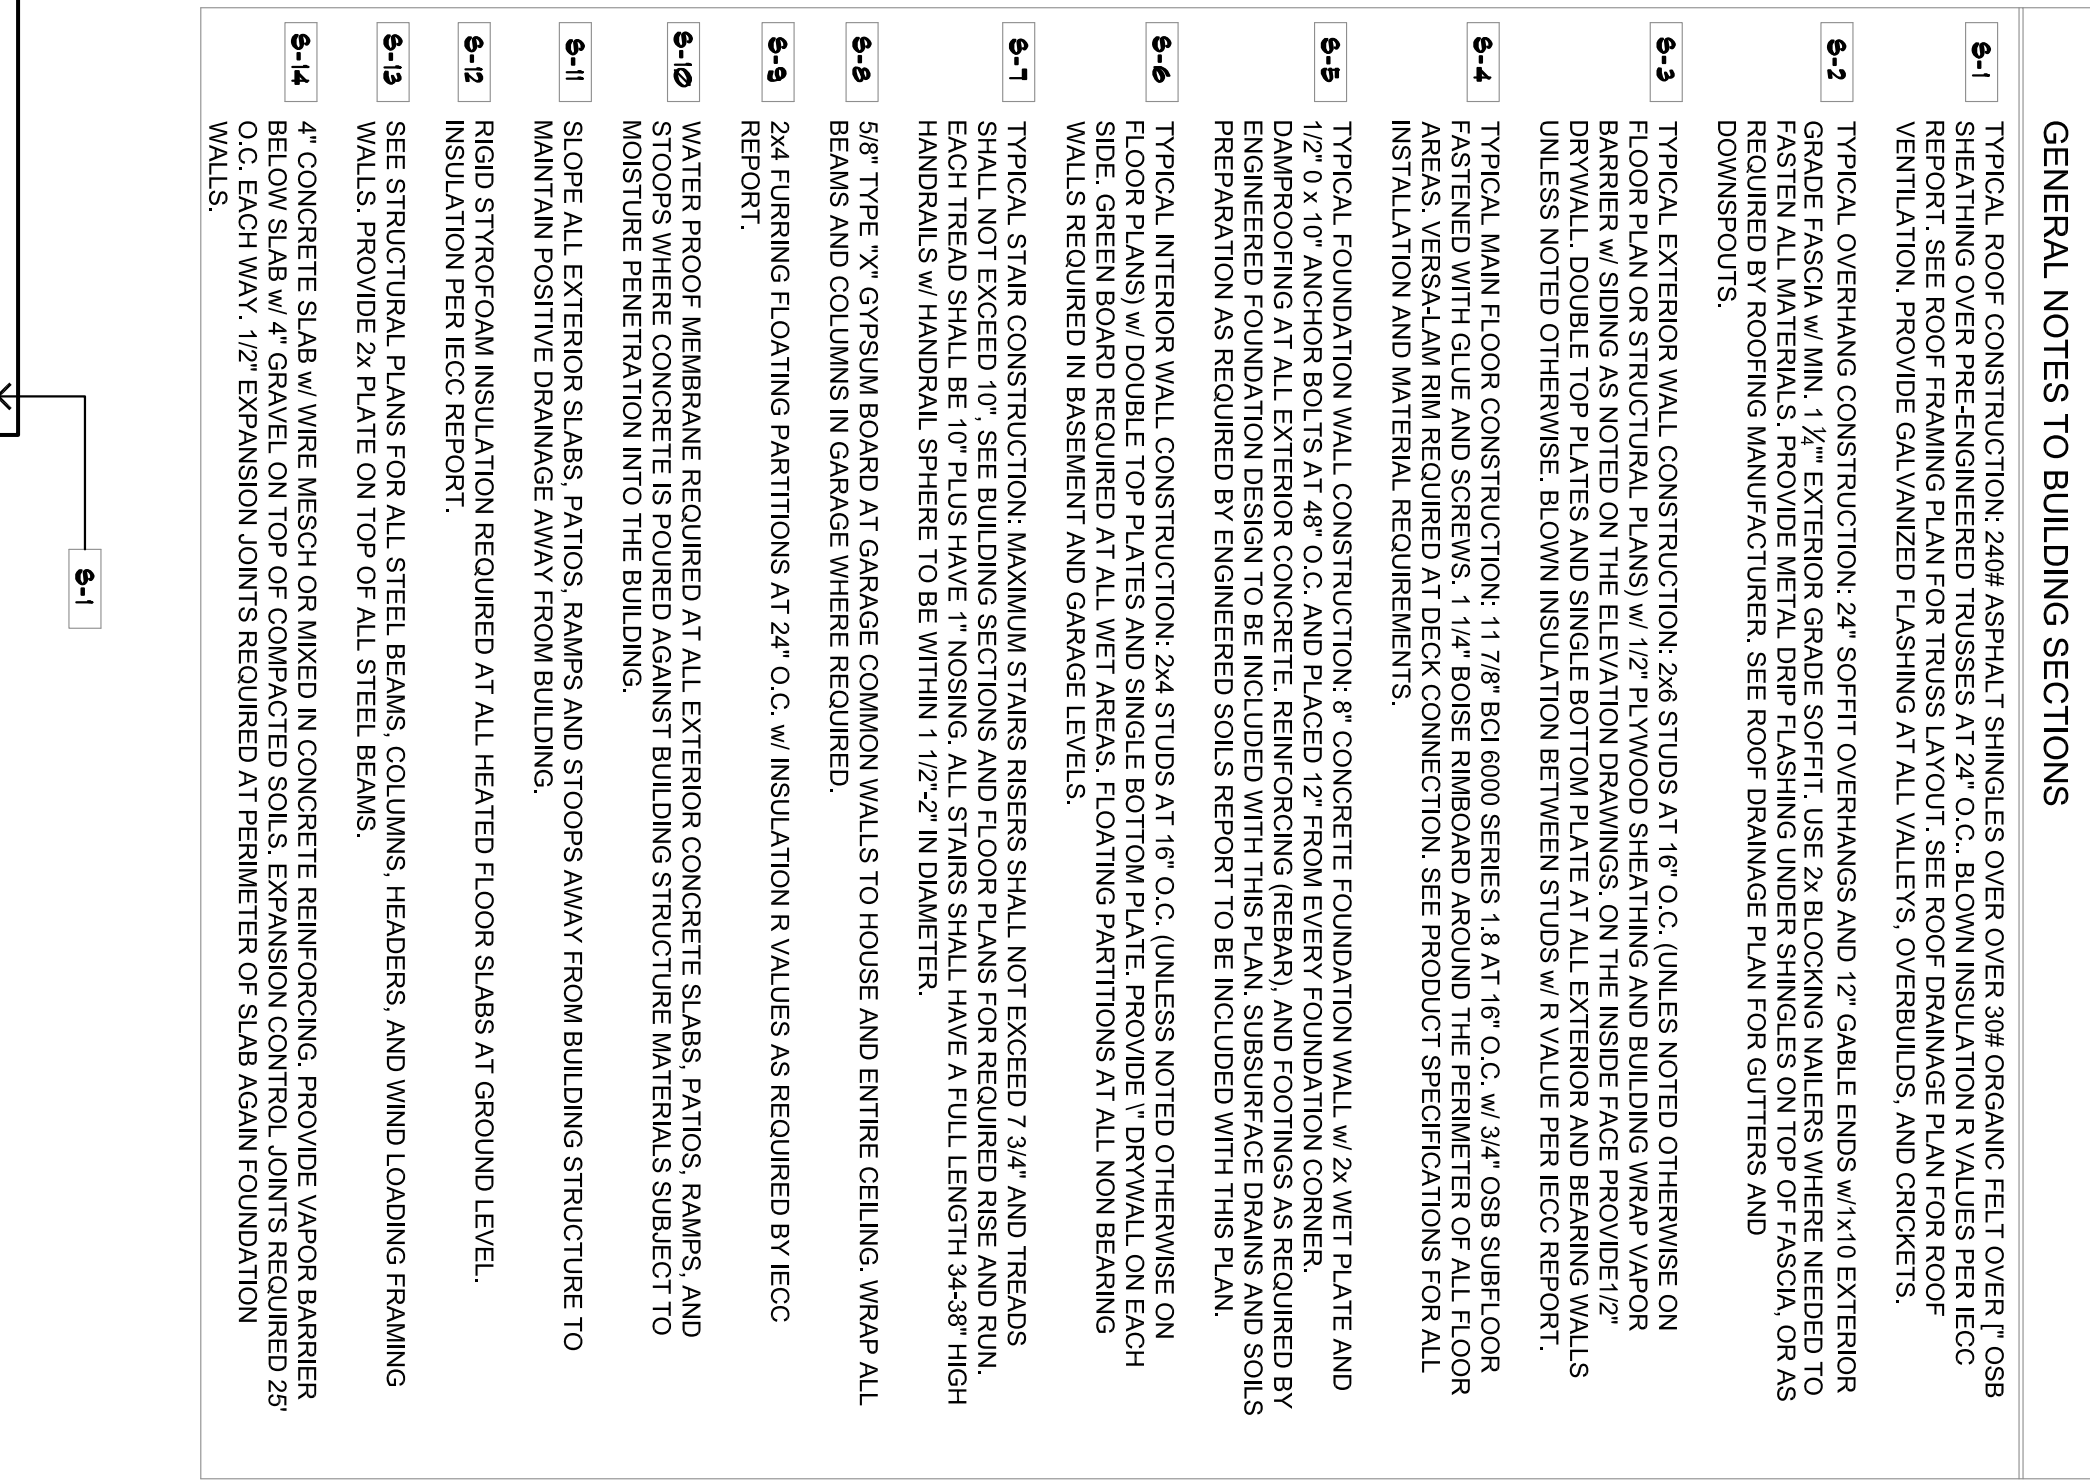 GENERAL NOTES TO BUILDING SECTIONS
S-1
TYPICAL ROOF CONSTRUCTION: 240# ASPHALT SHINGLES OVER OVER 30# ORGANIC FELT OVER [" OSB
SHEATHING OVER PRE-ENGINEERED TRUSSES AT 24" O.C.. BLOWN INSULATION R VALUES PER IECC
REPORT. SEE ROOF FRAMING PLAN FOR TRUSS LAYOUT. SEE ROOF DRAINAGE PLAN FOR ROOF
VENTILATION. PROVIDE GALVANIZED FLASHING AT ALL VALLEYS, OVERBUILDS, AND CRICKETS.
S-2
TYPICAL OVERHANG CONSTRUCTION: 24" SOFFIT OVERHANGS AND 12" GABLE ENDS w/1x10 EXTERIOR
GRADE FASCIA w/ MIN. 1 1/4"" EXTERIOR GRADE SOFFIT. USE 2x BLOCKING NAILERS WHERE NEEDED TO
FASTEN ALL MATERIALS. PROVIDE METAL DRIP FLASHING UNDER SHINGLES ON TOP OF FASCIA, OR AS
REQUIRED BY ROOFING MANUFACTURER. SEE ROOF DRAINAGE PLAN FOR GUTTERS AND
DOWNSPOUTS.
S-3
TYPICAL EXTERIOR WALL CONSTRUCTION: 2x6 STUDS AT 16" O.C. (UNLES NOTED OTHERWISE ON
FLOOR PLAN OR STRUCTURAL PLANS) w/ 1/2" PLYWOOD SHEATHING AND BUILDING WRAP VAPOR
BARRIER w/ SIDING AS NOTED ON THE ELEVATION DRAWINGS. ON THE INSIDE FACE PROVIDE1/2"
DRYWALL. DOUBLE TOP PLATES AND SINGLE BOTTOM PLATE AT ALL EXTERIOR AND BEARING WALLS
UNLESS NOTED OTHERWISE. BLOWN INSULATION BETWEEN STUDS w/ R VALUE PER IECC REPORT.
S-4
TYPICAL MAIN FLOOR CONSTRUCTION: 11 7/8" BCI 6000 SERIES 1.8 AT 16" O.C. w/ 3/4" OSB SUBFLOOR
FASTENED WITH GLUE AND SCREWS. 1 1/4" BOISE RIMBOARD AROUND THE PERIMETER OF ALL FLOOR
AREAS. VERSA-LAM RIM REQUIRED AT DECK CONNECTION. SEE PRODUCT SPECIFICATIONS FOR ALL
INSTALLATION AND MATERIAL REQUIREMENTS.
S-5
TYPICAL FOUNDATION WALL CONSTRUCTION: 8" CONCRETE FOUNDATION WALL w/ 2x WET PLATE AND
1/2" 0 x 10" ANCHOR BOLTS AT 48" O.C. AND PLACED 12" FROM EVERY FOUNDATION CORNER.
DAMPROOFING AT ALL EXTERIOR CONCRETE. REINFORCING (REBAR), AND FOOTINGS AS REQUIRED BY
ENGINEERED FOUNDATION DESIGN TO BE INCLUDED WITH THIS PLAN. SUBSURFACE DRAINS AND SOILS
PREPARATION AS REQUIRED BY ENGINEERED SOILS REPORT TO BE INCLUDED WITH THIS PLAN.
S-6
TYPICAL INTERIOR WALL CONSTRUCTION: 2x4 STUDS AT 16" O.C. (UNLESS NOTED OTHERWISE ON
FLOOR PLANS) w/ DOUBLE TOP PLATES AND SINGLE BOTTOM PLATE. PROVIDE \" DRYWALL ON EACH
SIDE. GREEN BOARD REQUIRED AT ALL WET AREAS. FLOATING PARTITIONS AT ALL NON BEARING
WALLS REQUIRED IN BASEMENT AND GARAGE LEVELS.
S-7
TYPICAL STAIR CONSTRUCTION: MAXIMUM STAIRS RISERS SHALL NOT EXCEED 7 3/4" AND TREADS
SHALL NOT EXCEED 10", SEE BUILDING SECTIONS AND FLOOR PLANS FOR REQUIRED RISE AND RUN.
EACH TREAD SHALL BE 10" PLUS HAVE 1" NOSING. ALL STAIRS SHALL HAVE A FULL LENGTH 34-38" HIGH
HANDRAILS w/ HANDRAIL SPHERE TO BE WITHIN 1 1/2"-2" IN DIAMETER.
S-8
5/8" TYPE "X" GYPSUM BOARD AT GARAGE COMMON WALLS TO HOUSE AND ENTIRE CEILING. WRAP ALL
BEAMS AND COLUMNS IN GARAGE WHERE REQUIRED.
S-9
2x4 FURRING FLOATING PARTITIONS AT 24" O.C. w/ INSULATION R VALUES AS REQUIRED BY IECC
REPORT.
S-10
WATER PROOF MEMBRANE REQUIRED AT ALL EXTERIOR CONCRETE SLABS, PATIOS, RAMPS, AND
STOOPS WHERE CONCRETE IS POURED AGAINST BUILDING STRUCTURE MATERIALS SUBJECT TO
MOISTURE PENETRATION INTO THE BUILDING.
S-11
SLOPE ALL EXTERIOR SLABS, PATIOS, RAMPS AND STOOPS AWAY FROM BUILDING STRUCTURE TO
MAINTAIN POSITIVE DRAINAGE AWAY FROM BUILDING.
S-12
RIGID STYROFOAM INSULATION REQUIRED AT ALL HEATED FLOOR SLABS AT GROUND LEVEL.
INSULATION PER IECC REPORT.
S-13
SEE STRUCTURAL PLANS FOR ALL STEEL BEAMS, COLUMNS, HEADERS, AND WIND LOADING FRAMING
WALLS. PROVIDE 2x PLATE ON TOP OF ALL STEEL BEAMS.
S-14
4" CONCRETE SLAB w/ WIRE MESCH OR MIXED IN CONCRETE REINFORCING. PROVIDE VAPOR BARRIER
BELOW SLAB w/ 4" GRAVEL ON TOP OF COMPACTED SOILS. EXPANSION CONTROL JOINTS REQUIRED 25'
O.C. EACH WAY. 1/2" EXPANSION JOINTS REQUIRED AT PERIMETER OF SLAB AGAIN FOUNDATION
WALLS.
S-1